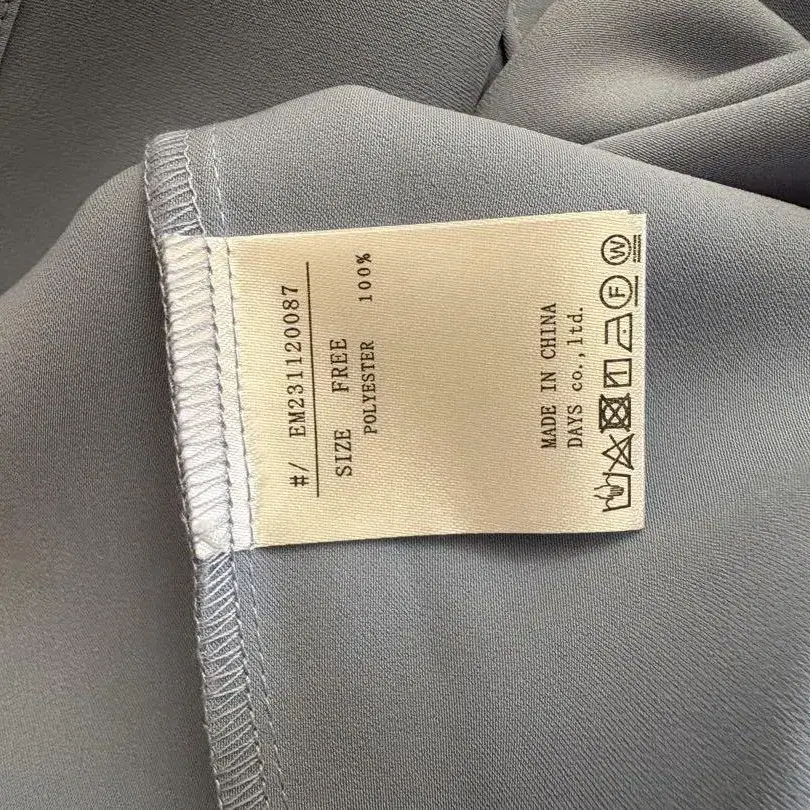 #/ EM231120087
SIZE FREE
POLYESTER 100%
MADE IN CHINA
DAYS co.,ltd.
F W